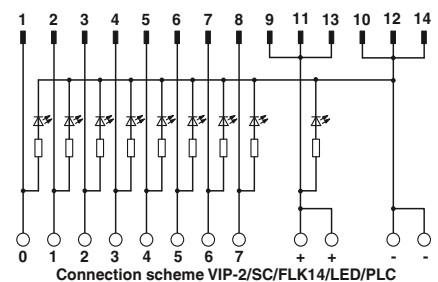 1 2 3 4 5 6 7 8 9 11 13 10 12 14
0 1 2 3 4 5 6 7 + + - -
Connection scheme VIP-2/SC/FLK14/LED/PLC